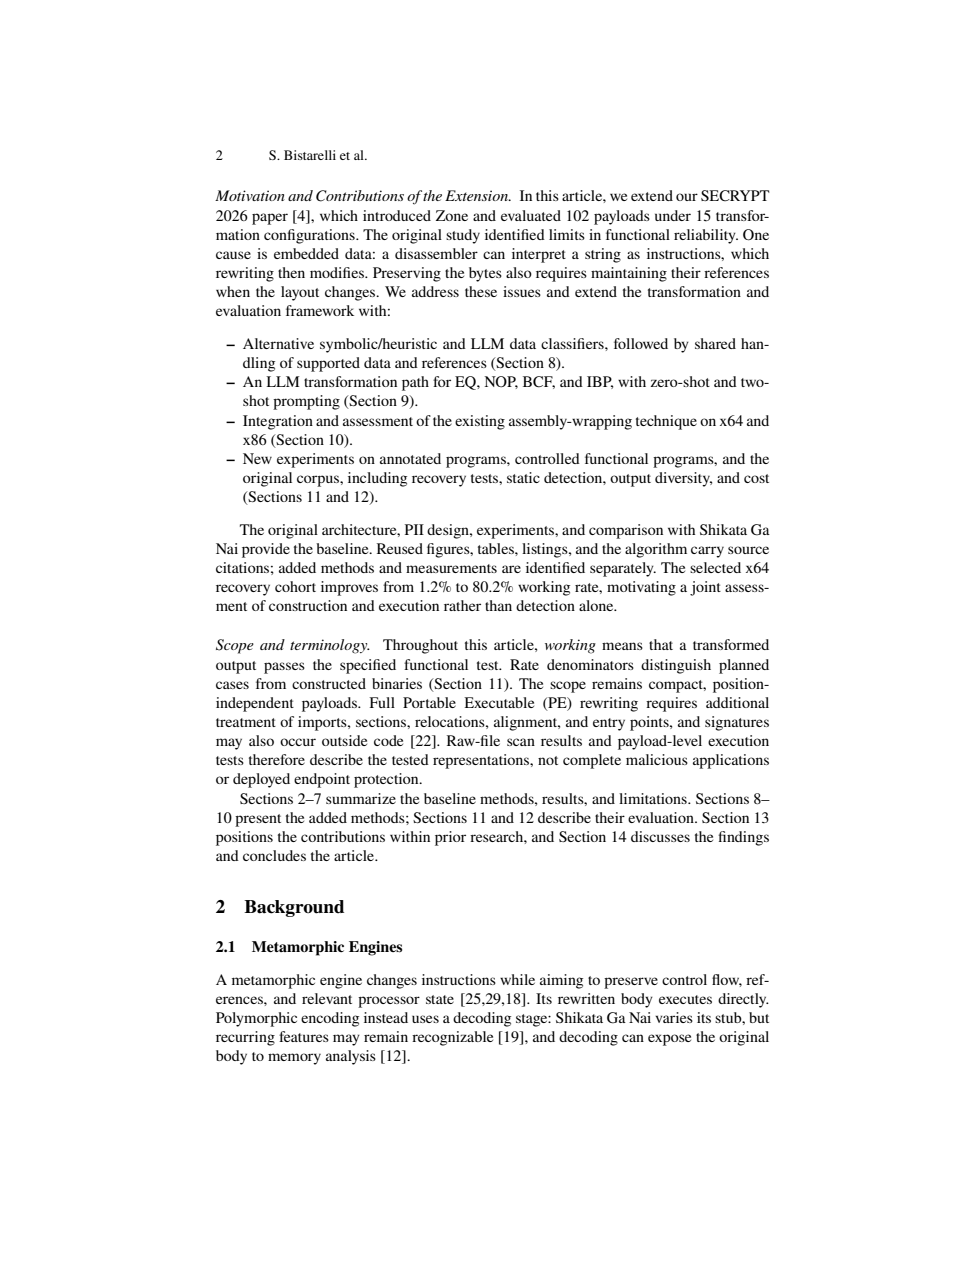 2 S. Bistarelli et al.
Motivation and Contributions of the Extension. In this article, we extend our SECRYPT
2026 paper [4], which introduced Zone and evaluated 102 payloads under 15 transfor-
mation configurations. The original study identified limits in functional reliability. One
cause is embedded data: a disassembler can interpret a string as instructions, which
rewriting then modifies. Preserving the bytes also requires maintaining their references
when the layout changes. We address these issues and extend the transformation and
evaluation framework with:
– Alternative symbolic/heuristic and LLM data classifiers, followed by shared han-
dling of supported data and references (Section 8).
– An LLM transformation path for EQ, NOP, BCF, and IBP, with zero-shot and two-
shot prompting (Section 9).
– Integration and assessment of the existing assembly-wrapping technique on x64 and
x86 (Section 10).
– New experiments on annotated programs, controlled functional programs, and the
original corpus, including recovery tests, static detection, output diversity, and cost
(Sections 11 and 12).
The original architecture, PII design, experiments, and comparison with Shikata Ga
Nai provide the baseline. Reused figures, tables, listings, and the algorithm carry source
citations; added methods and measurements are identified separately. The selected x64
recovery cohort improves from 1.2% to 80.2% working rate, motivating a joint assess-
ment of construction and execution rather than detection alone.
Scope and terminology. Throughout this article, working means that a transformed
output passes the specified functional test. Rate denominators distinguish planned
cases from constructed binaries (Section 11). The scope remains compact, position-
independent payloads. Full Portable Executable (PE) rewriting requires additional
treatment of imports, sections, relocations, alignment, and entry points, and signatures
may also occur outside code [22]. Raw-file scan results and payload-level execution
tests therefore describe the tested representations, not complete malicious applications
or deployed endpoint protection.
Sections 2–7 summarize the baseline methods, results, and limitations. Sections 8–
10 present the added methods; Sections 11 and 12 describe their evaluation. Section 13
positions the contributions within prior research, and Section 14 discusses the findings
and concludes the article.
2 Background
2.1 Metamorphic Engines
A metamorphic engine changes instructions while aiming to preserve control flow, ref-
erences, and relevant processor state [25,29,18]. Its rewritten body executes directly.
Polymorphic encoding instead uses a decoding stage: Shikata Ga Nai varies its stub, but
recurring features may remain recognizable [19], and decoding can expose the original
body to memory analysis [12].